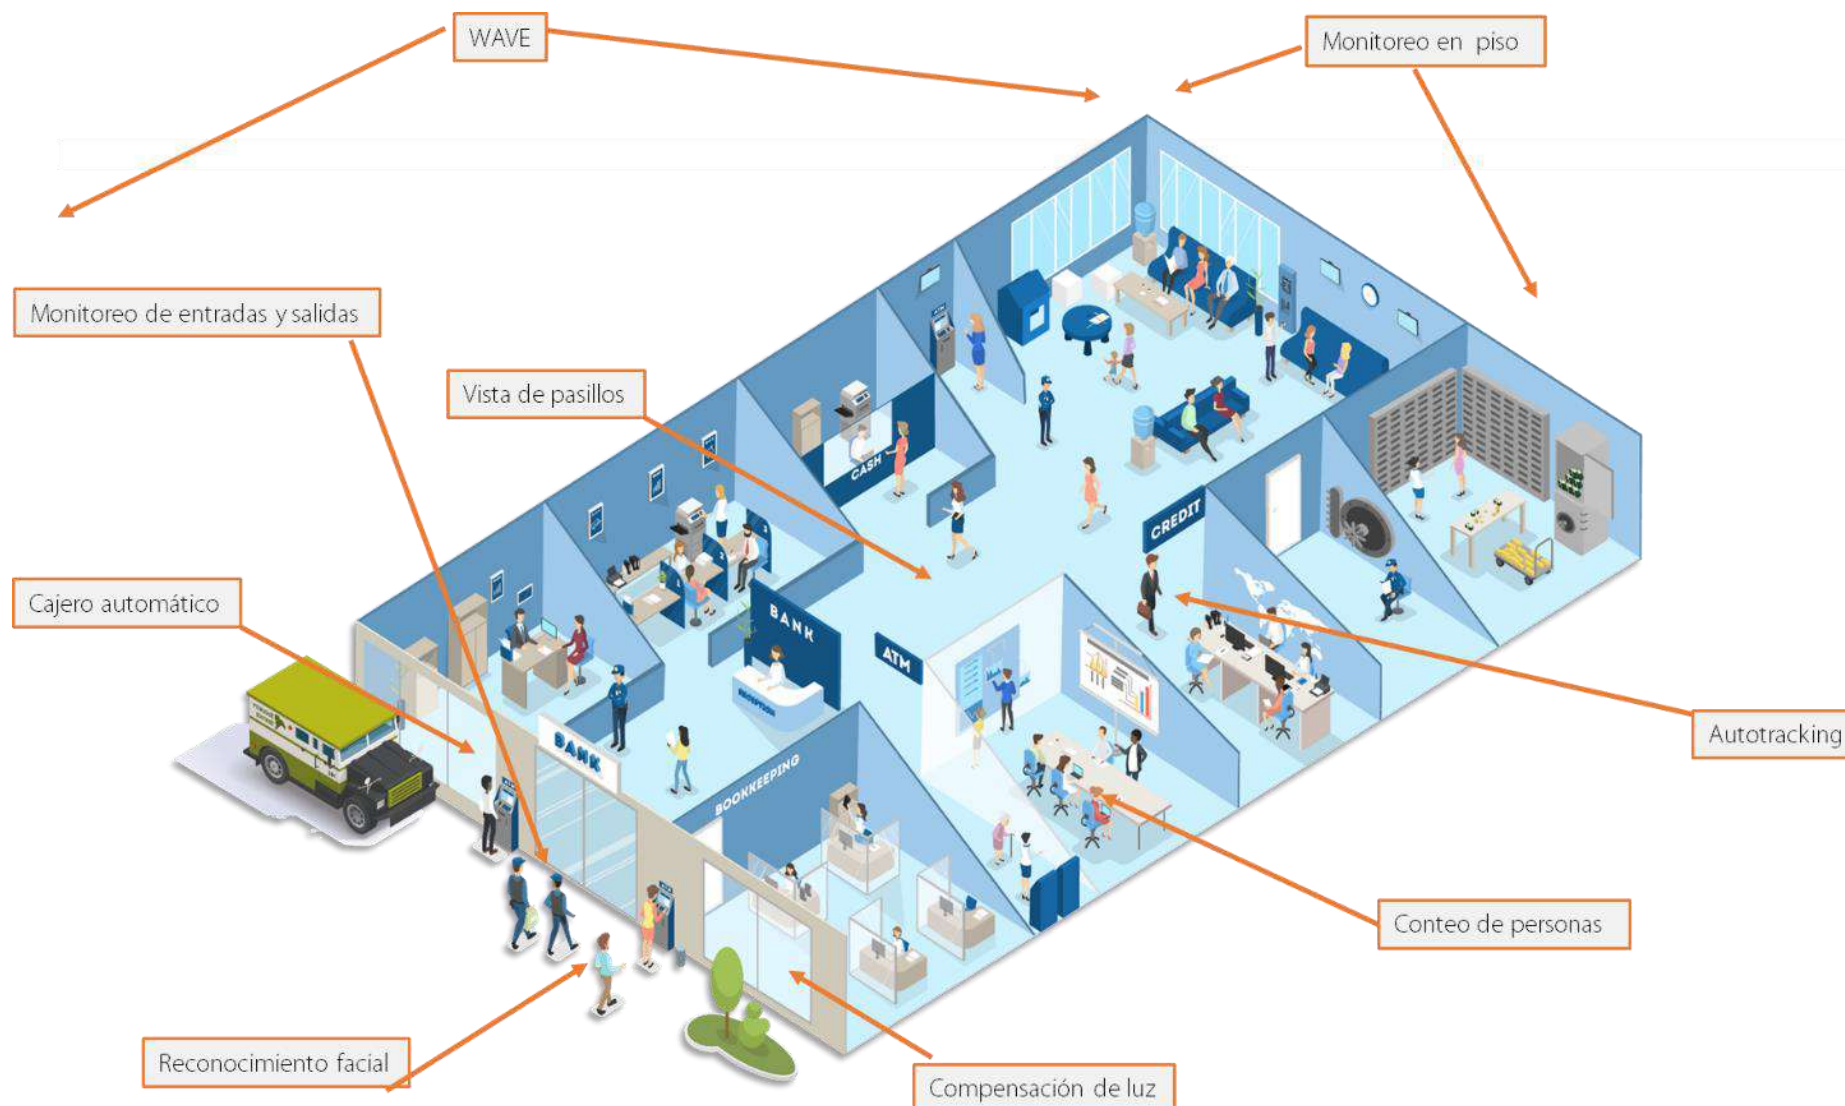 WAVE
Monitoreo en piso
Monitoreo de entradas y salidas
Vista de pasillos
CASH
CREDIT
Cajero automático
BANK
ATM
RECEPTION
Autotracking
BANK
BOOKKEEPING
Conteo de personas
Reconocimiento facial
Compensación de luz